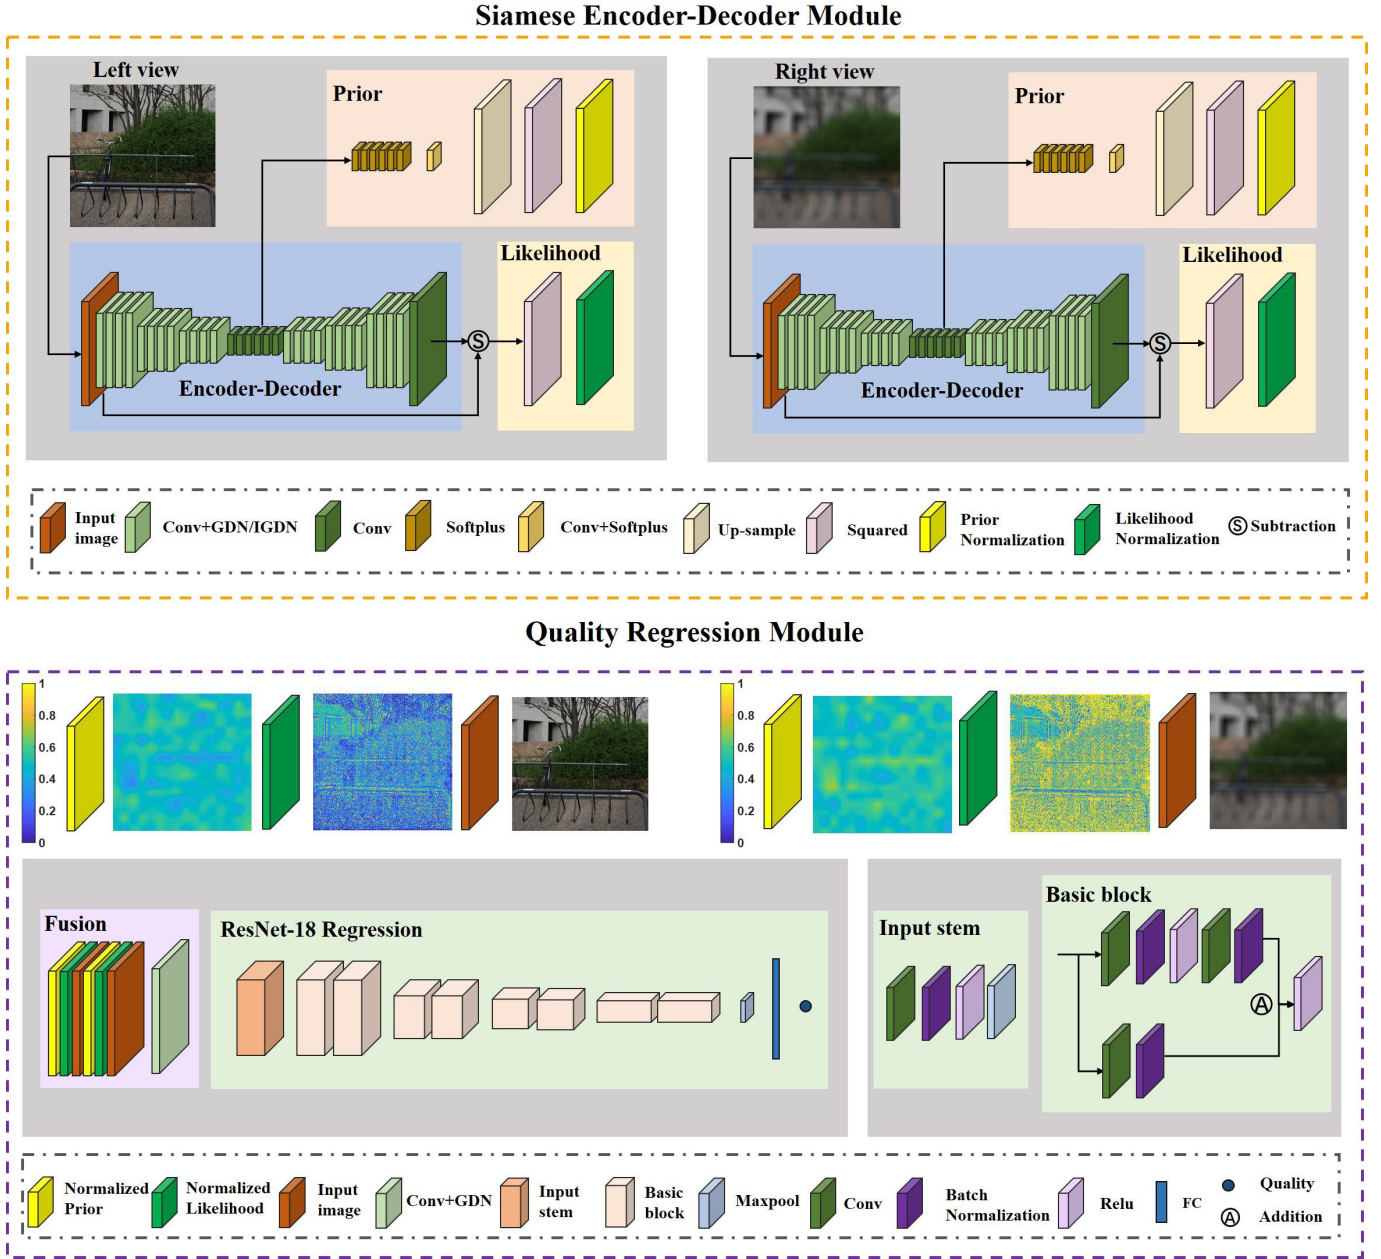 Siamese Encoder-Decoder Module
Left view
Prior
Likelihood
S
Encoder-Decoder
Right view
Prior
Likelihood
S
Encoder-Decoder
Input
image
Conv+GDN/IGDN
Conv
Softplus
Conv+Softplus
Up-sample
Squared
Prior
Normalization
Likelihood
Normalization
S Subtraction
Quality Regression Module
1
0.8
0.6
0.4
0.2
0
1
0.8
0.6
0.4
0.2
0
Fusion
ResNet-18 Regression
Input stem
Basic block
A
Normalized
Prior
Normalized
Likelihood
Input
image
Conv+GDN
Input
stem
Basic
block
Maxpool
Conv
Batch
Normalization
Relu
FC
Quality
A Addition